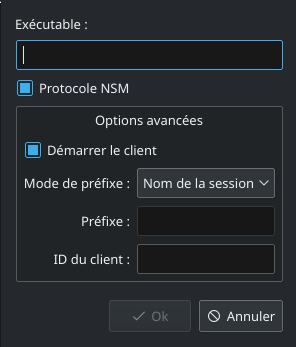 Exécutable :
Protocole NSM
Options avancées
Démarrer le client
Mode de préfixe : Nom de la session
Préfixe :
ID du client :
Ok Annuler